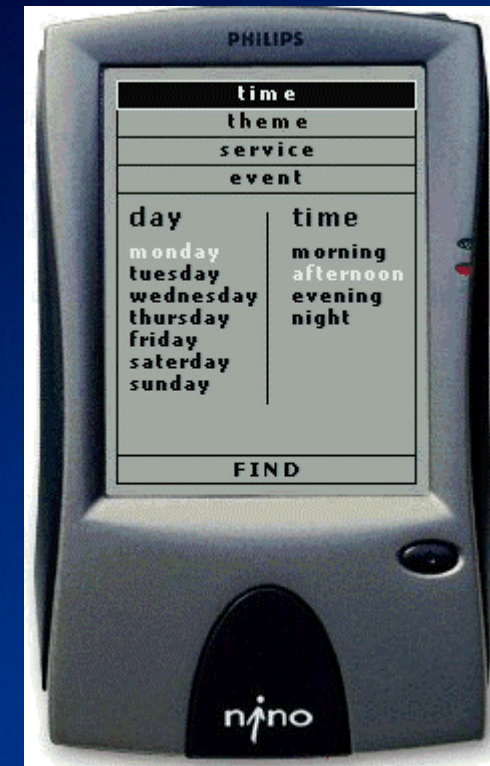 PHILIPS
time
theme
service
event
day
monday
tuesday
wednesday
thursday
friday
saterday
sunday
time
morning
afternoon
evening
night
FIND
nino